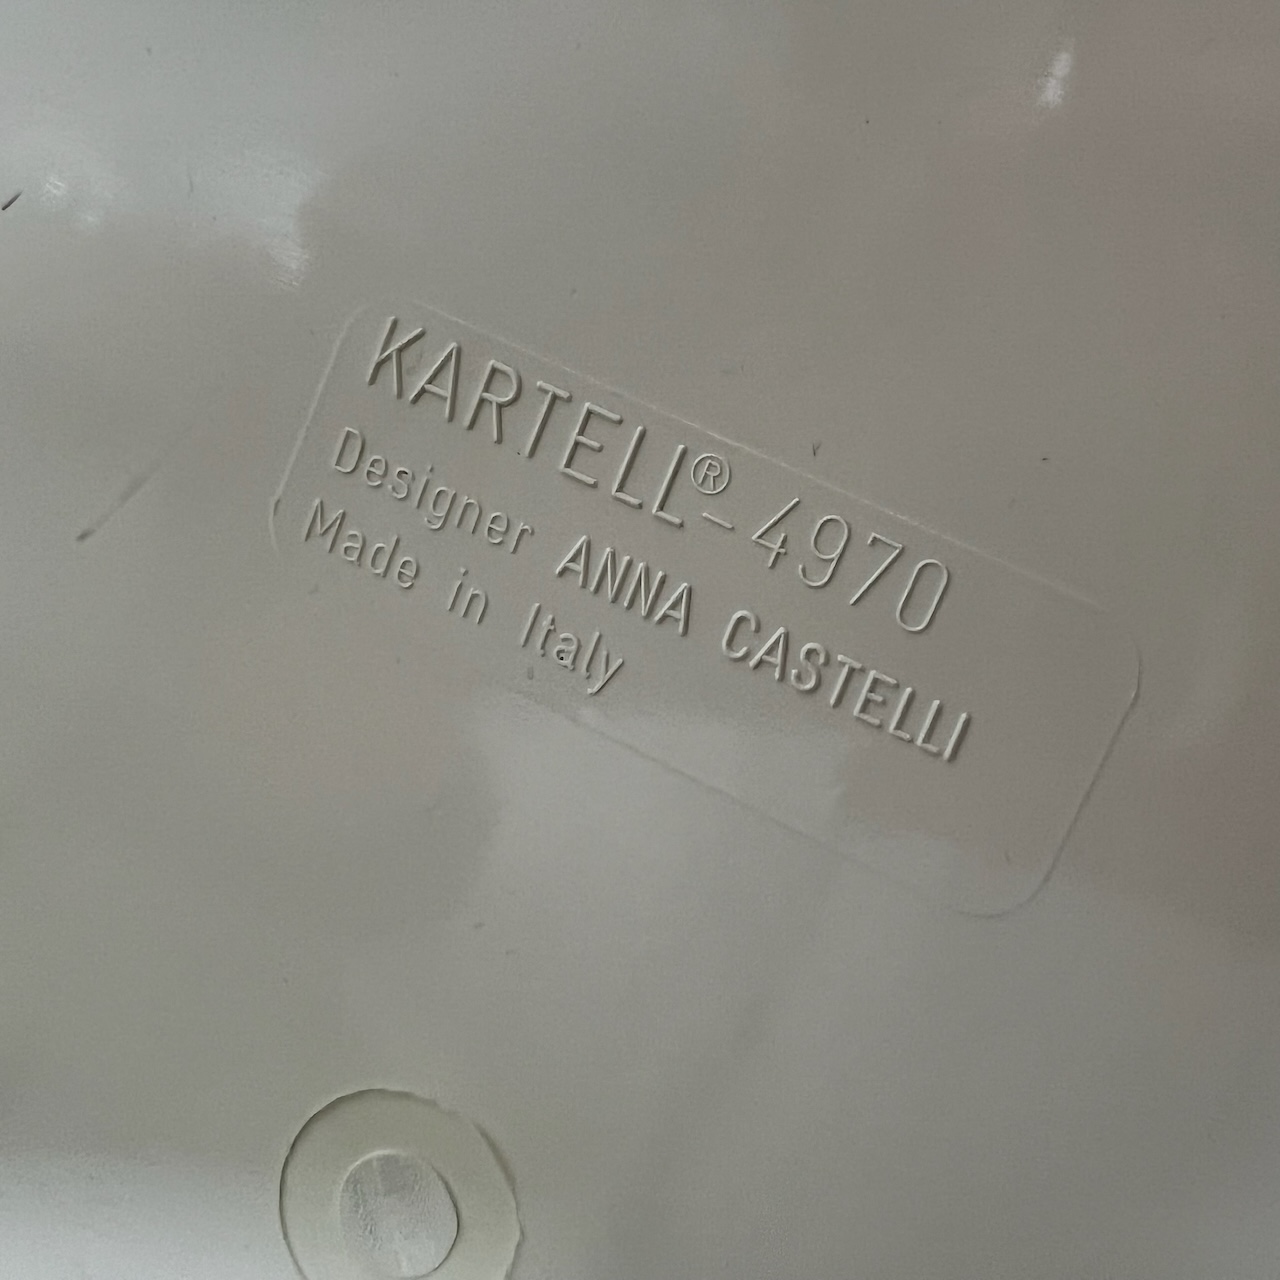 KARTELL®-4970
Designer ANNA CASTELLI
Made in Italy